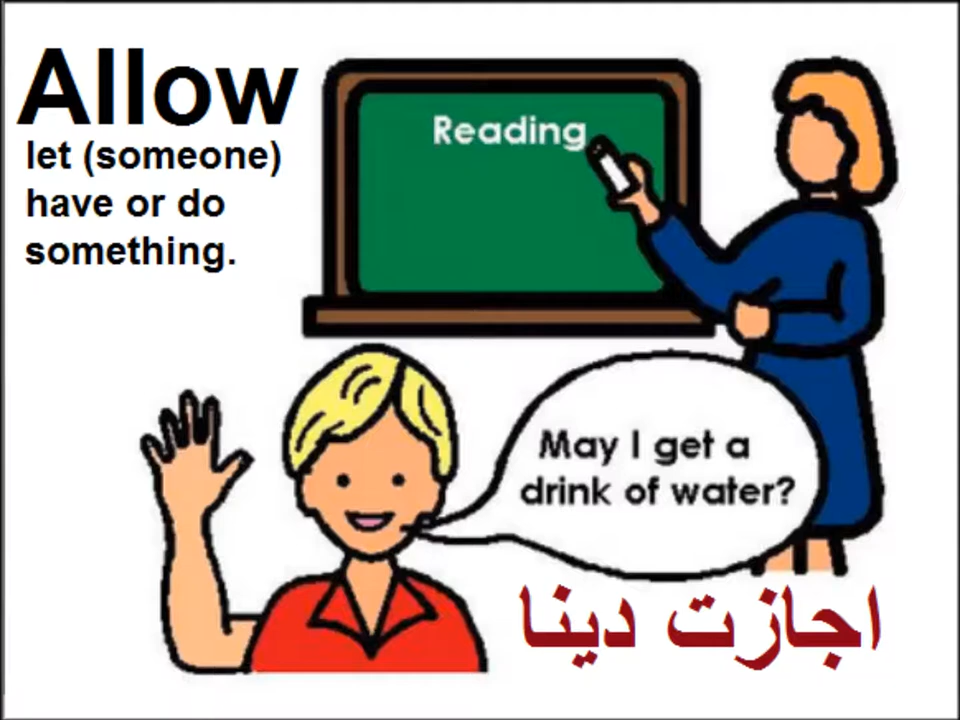 Allow
let (someone)
have or do
something.
Reading
May I get a
drink of water?
اجازت دینا